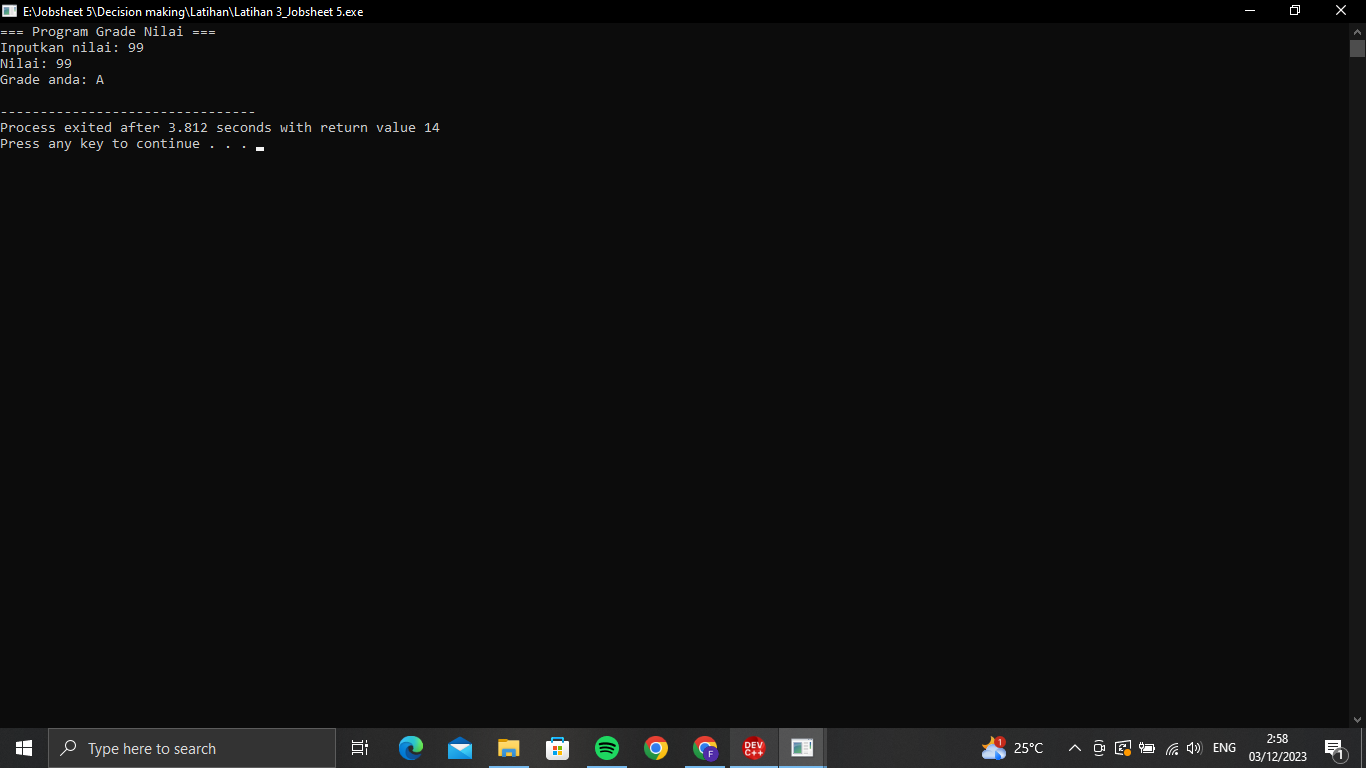 E:\Jobsheet 5\Decision making\Latihan\Latihan 3_Jobsheet 5.exe
=== Program Grade Nilai ===
Inputkan nilai: 99
Nilai: 99
Grade anda: A
--------------------------------
Process exited after 3.812 seconds with return value 14
Press any key to continue . . .
Type here to search
F
DEV
C++
1
25°C
ENG
2:58
03/12/2023
1